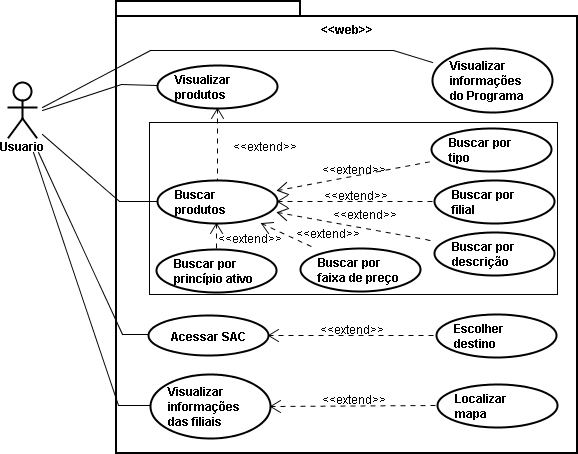 <<web>>
Visualizar
produtos
Visualizar
informações
do Programa
Usuario
<<extend>>
Buscar por
tipo
<<extend>>
Buscar
produtos
<<extend>>
Buscar por
filial
<<extend>>
<<extend>>
<<extend>>
Buscar por
descrição
Buscar por
princípio ativo
Buscar por
faixa de preço
Acessar SAC
<<extend>>
Escolher
destino
Visualizar
informações
das filiais
<<extend>>
Localizar
mapa